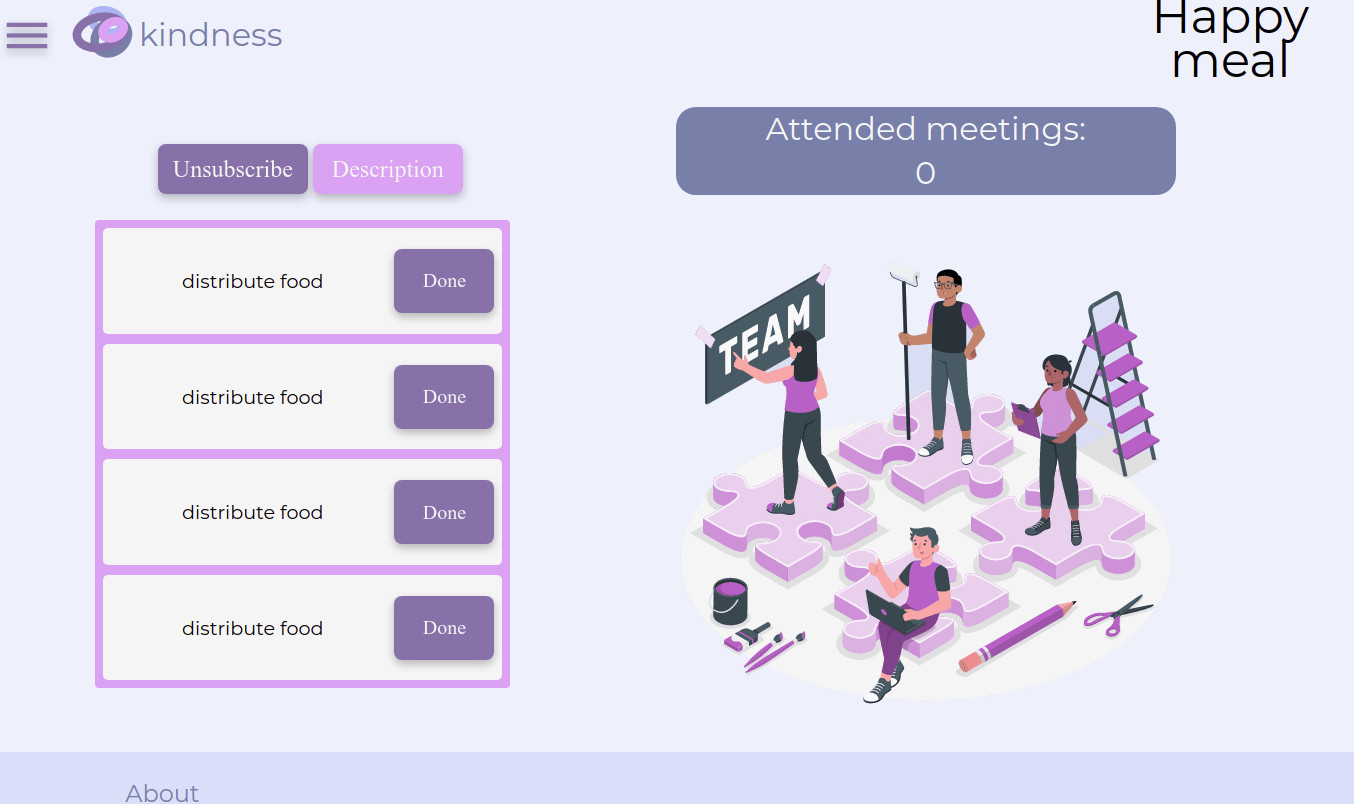 kindness
Happy
meal
Attended meetings:
0
Unsubscribe
Description
distribute food
Done
distribute food
Done
distribute food
Done
distribute food
Done
TEAM
About